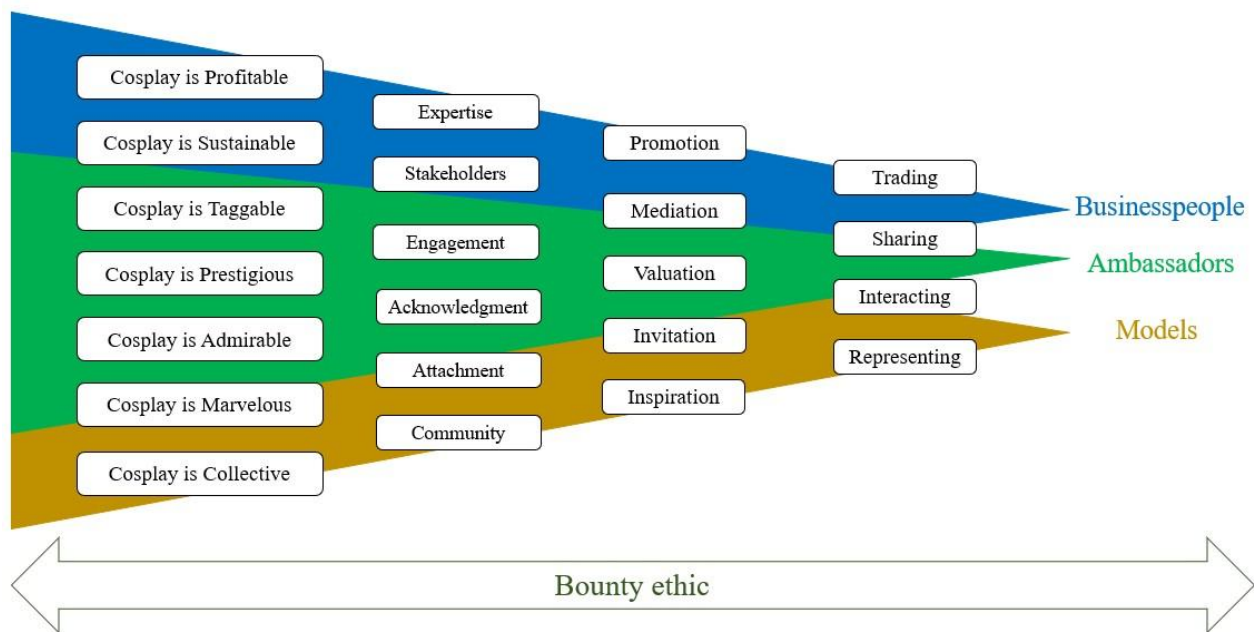 Cosplay is Profitable
Cosplay is Sustainable
Cosplay is Taggable
Cosplay is Prestigious
Cosplay is Admirable
Cosplay is Marvelous
Cosplay is Collective
Expertise
Stakeholders
Engagement
Acknowledgment
Attachment
Community
Promotion
Mediation
Valuation
Invitation
Inspiration
Trading
Sharing
Interacting
Representing
Businesspeople
Ambassadors
Models
Bounty ethic